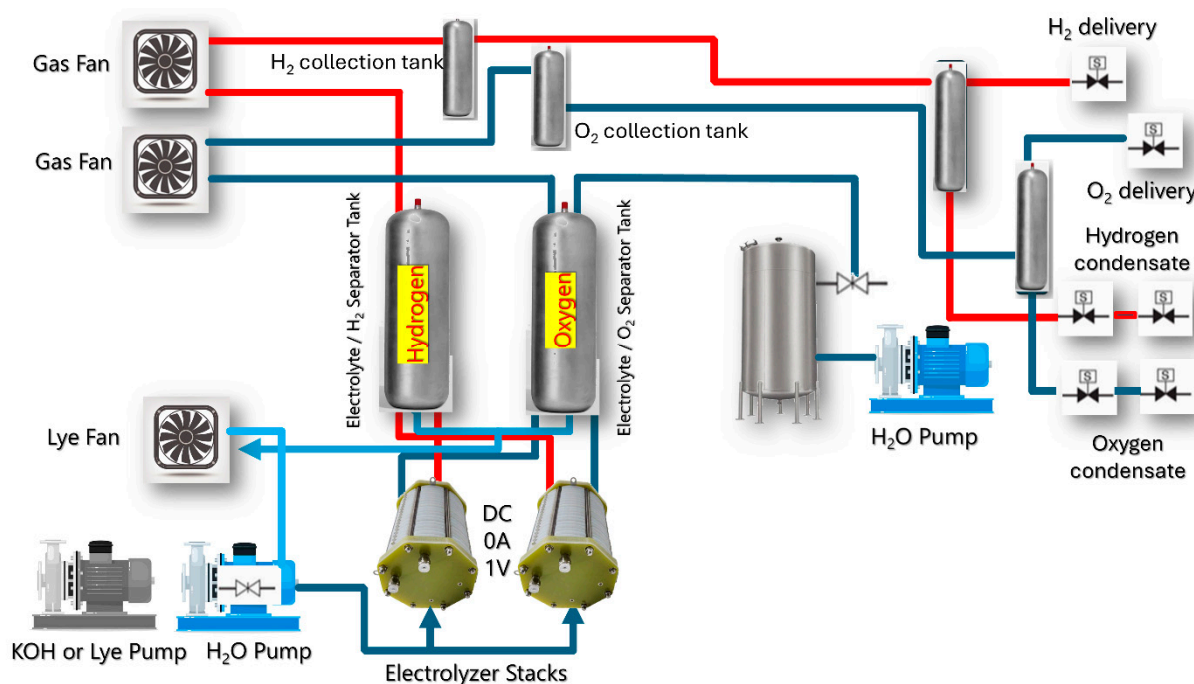 H₂ delivery
Gas Fan
H₂ collection tank
O₂ collection tank
Gas Fan
O₂ delivery
Electrolyte / H₂ Separator Tank
Hydrogen
Oxygen
Electrolyte / O₂ Separator Tank
Hydrogen
condensate
Lye Fan
H₂O Pump
Oxygen
condensate
DC
0A
1V
KOH or Lye Pump
H₂O Pump
Electrolyzer Stacks
S
S
S
S
S
S